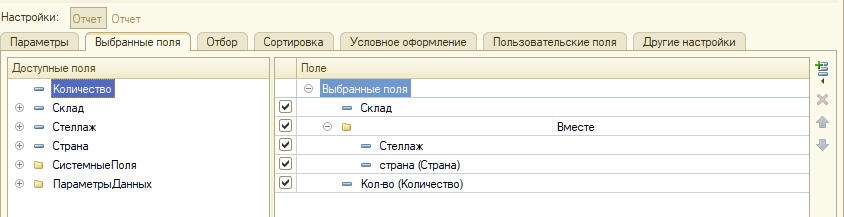 Настройки: Отчет Отчет
Параметры Выбранные поля Отбор Сортировка Условное оформление Пользовательские поля Другие настройки
Доступные поля
Количество
Склад
Стеллаж
Страна
СистемныеПоля
ПараметрыДанных
Поле
Выбранные поля
Склад
Вместе
Стеллаж
страна (Страна)
Кол-во (Количество)